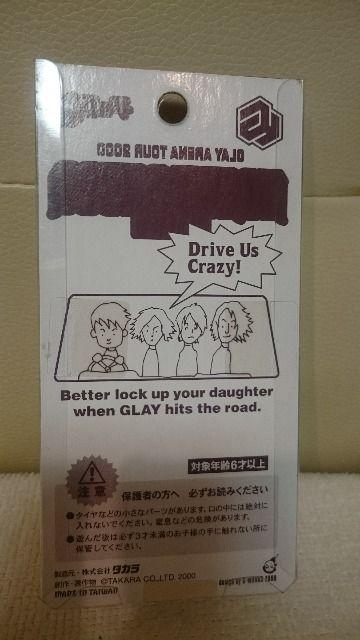 GLAY ARENA TOUR 2000
Drive Us
Crazy!
Better lock up your daughter
when GLAY hits the road.
対象年齢6才以上
注意
保護者の方へ 必ずお読みください
●タイヤなどの小さなパーツがあります。口の中には絶対に
入れないでください。窒息などの危険があります。
●遊んだ後は必ず3才未満のお子様の手に触れない所に
保管してください。
製造元・株式会社 タカラ
創作・著作物 ©TAKARA CO.,LTD. 2000
MADE IN TAIWAN